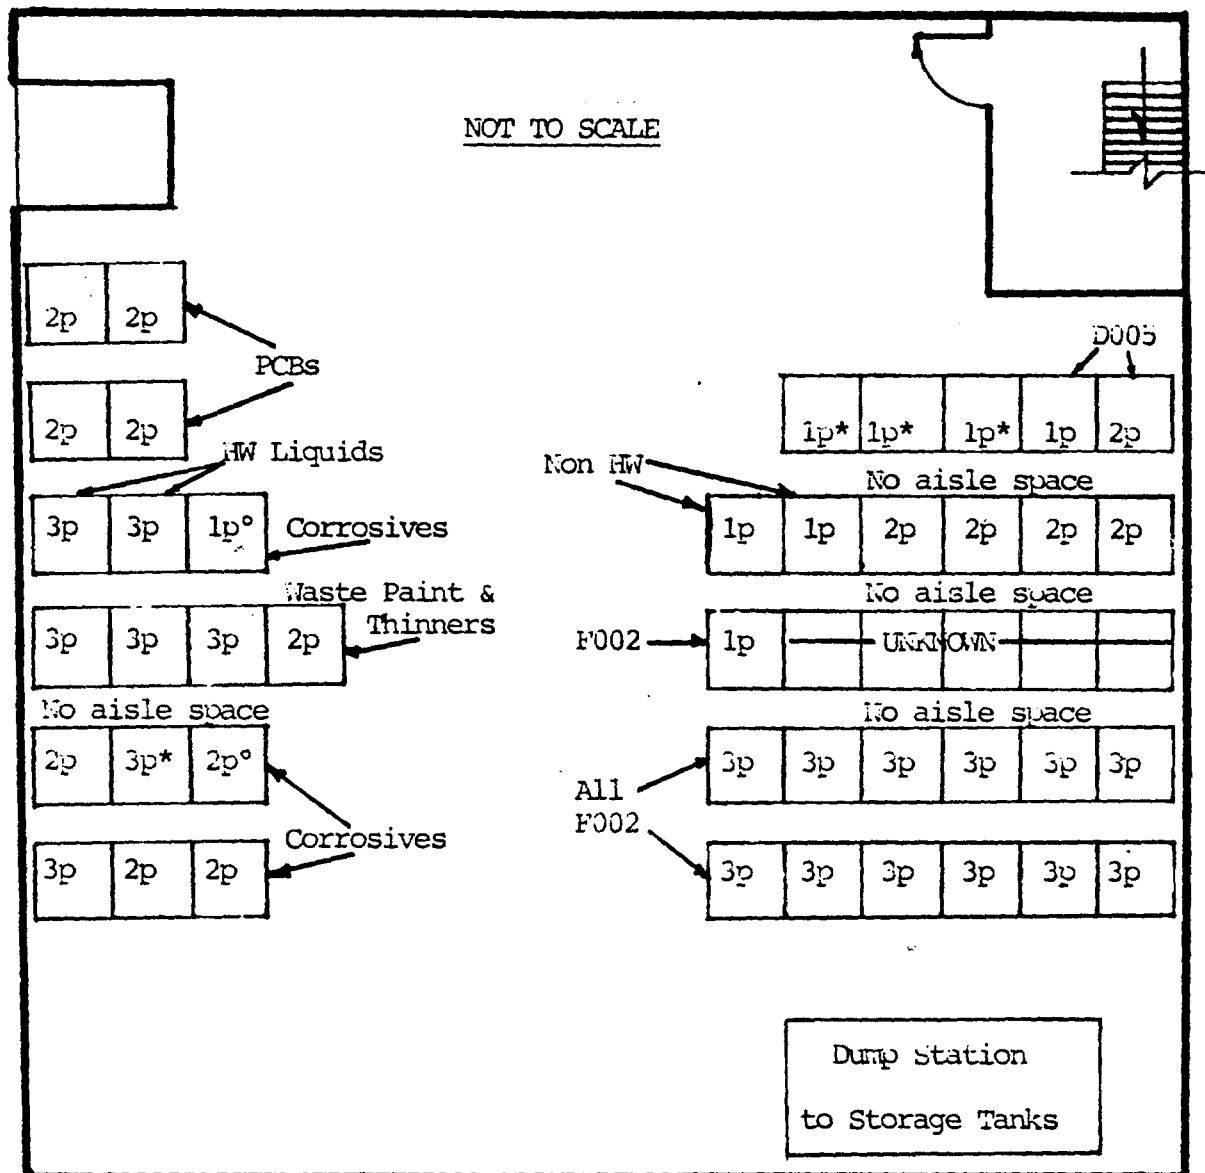 NOT TO SCALE
2p 2p
PCBs
2p 2p
HW Liquids
3p 3p 1p° Corrosives
Waste Paint &
Thinners
3p 3p 3p 2p
No aisle space
2p 3p* 2p°
Corrosives
3p 2p 2p
D005
1p* 1p* 1p* 1p 2p
Non HW
No aisle space
1p 1p 2p 2p 2p 2p
No aisle space
F002 1p UNKNOWN
No aisle space
3p 3p 3p 3p 3p 3p
All
F002
3p 3p 3p 3p 3p 3p
Dump Station
to Storage Tanks